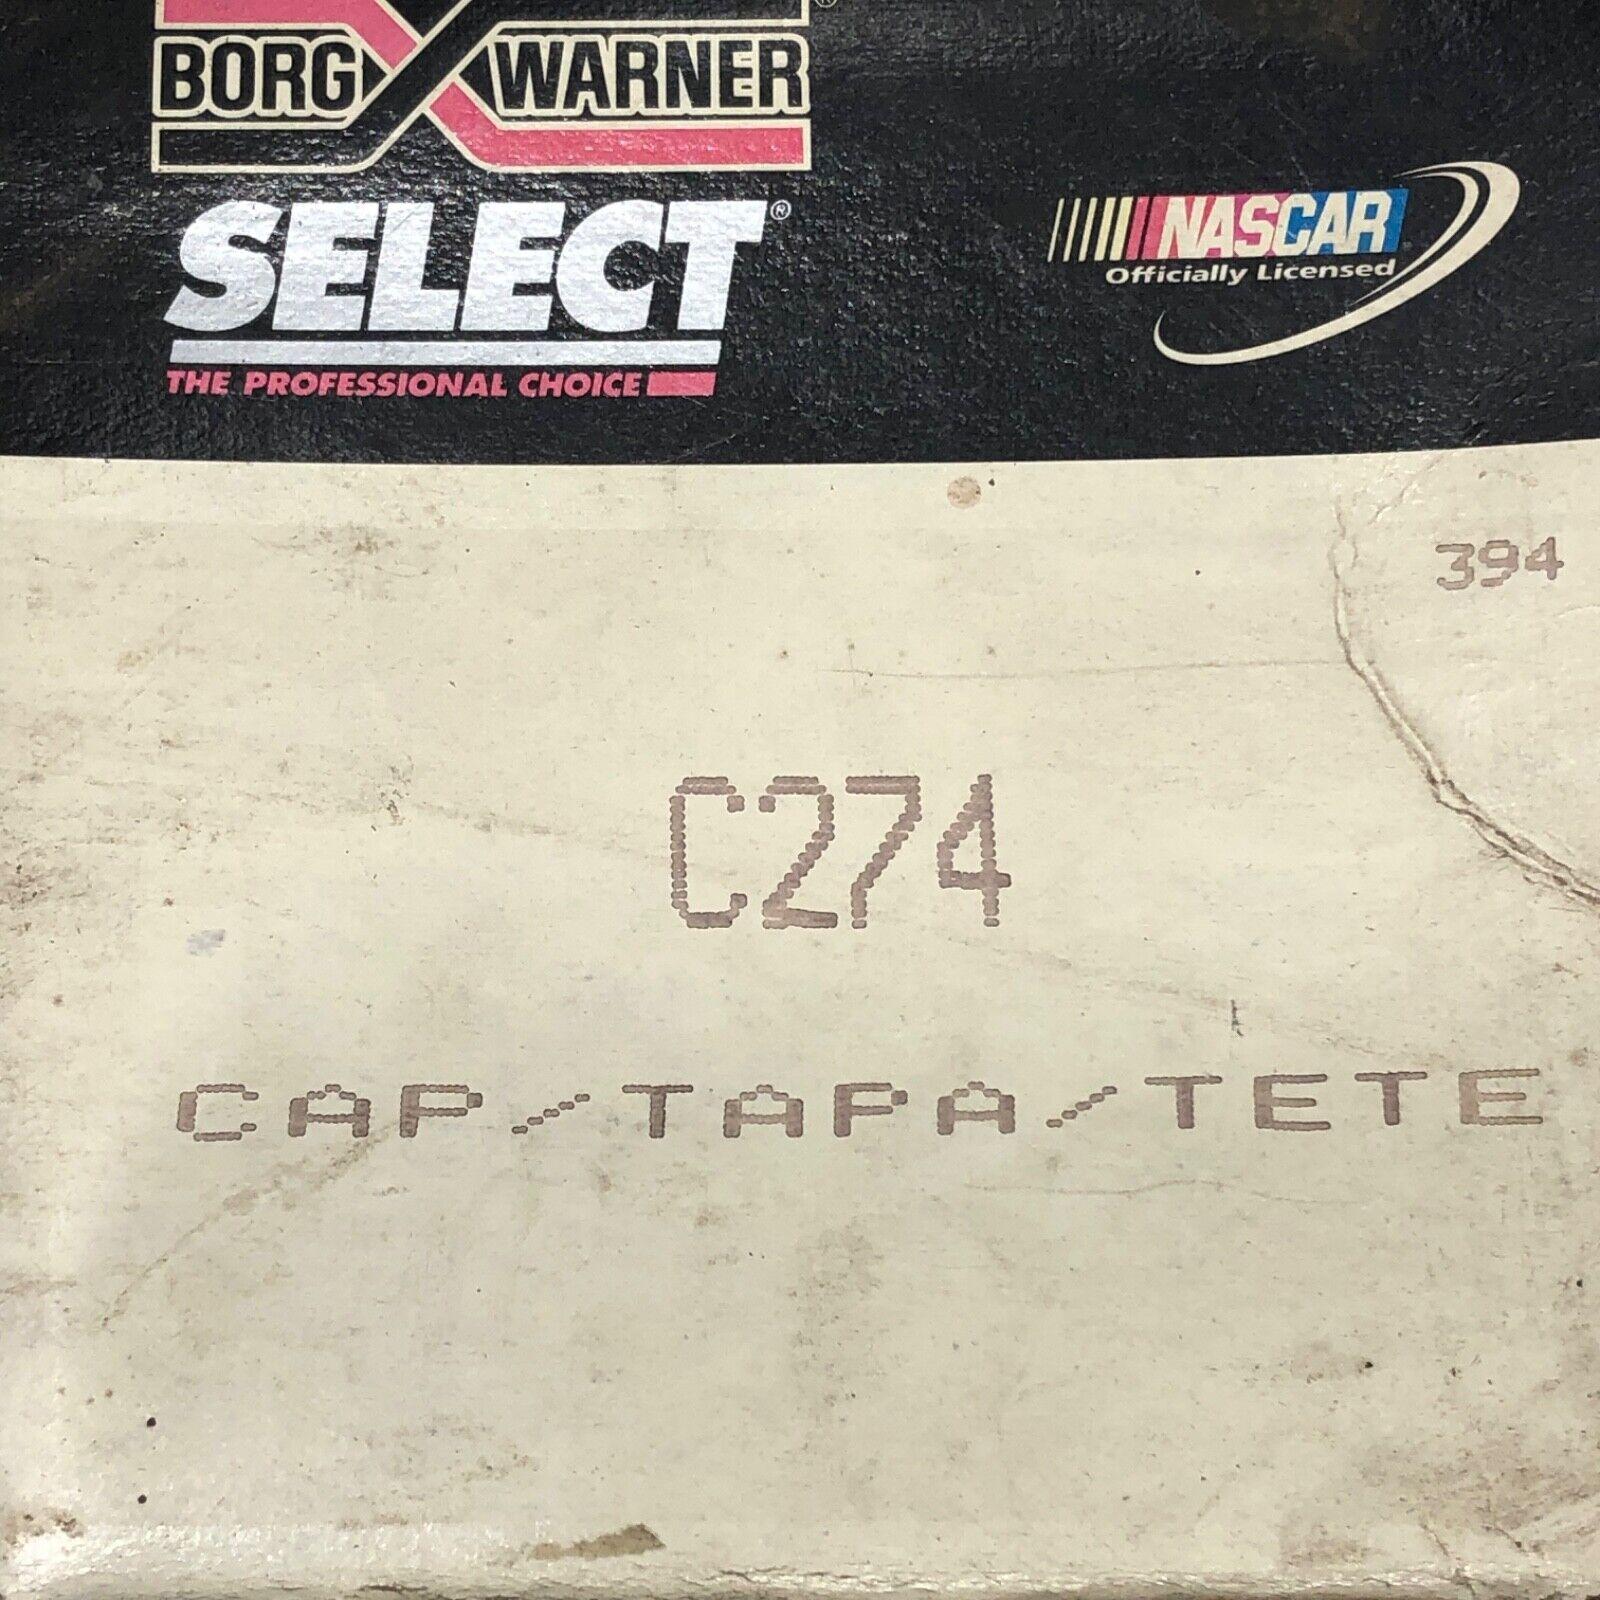 BORG WARNER
SELECT®
THE PROFESSIONAL CHOICE
NASCAR
Officially Licensed
394
C274
CAP/TAPA/TETE